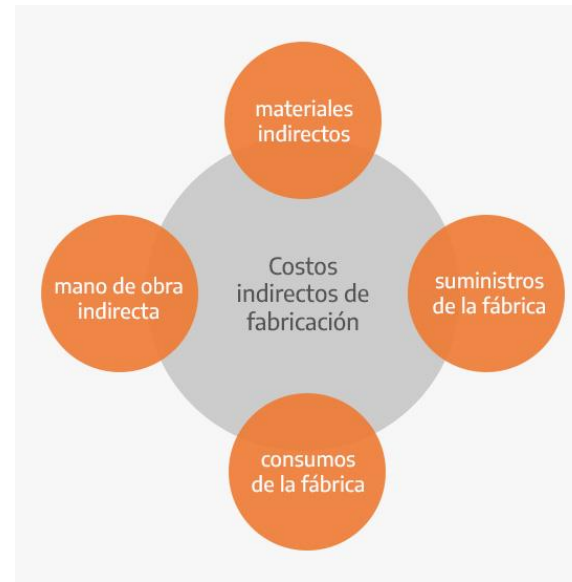 materiales
indirectos
mano de obra
indirecta
Costos
indirectos de
fabricación
suministros
de la fábrica
consumos
de la fábrica